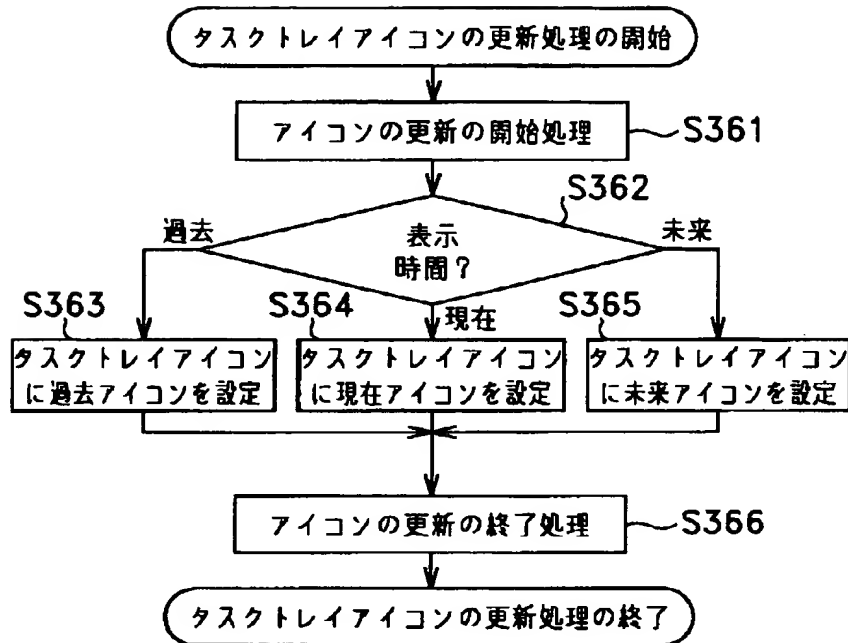 タスクトレイアイコンの更新処理の開始
アイコンの更新の開始処理
S361
S362
過去
表示
時間?
未来
現在
S363
タスクトレイアイコン
に過去アイコンを設定
S364
タスクトレイアイコン
に現在アイコンを設定
S365
タスクトレイアイコン
に未来アイコンを設定
アイコンの更新の終了処理
S366
タスクトレイアイコンの更新処理の終了